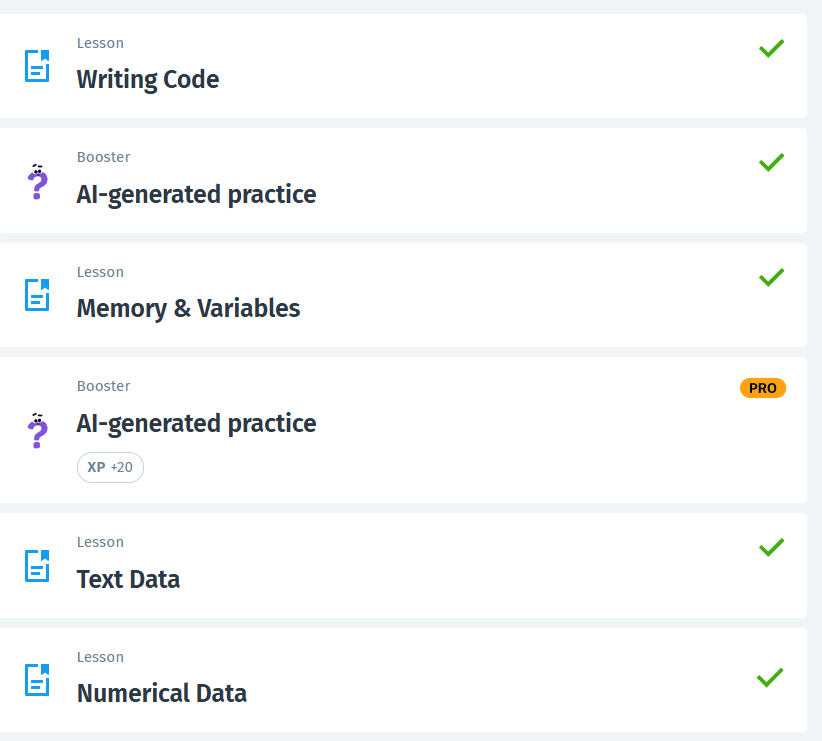 Lesson
Writing Code
Booster
AI-generated practice
Lesson
Memory & Variables
Booster
PRO
AI-generated practice
XP +20
Lesson
Text Data
Lesson
Numerical Data